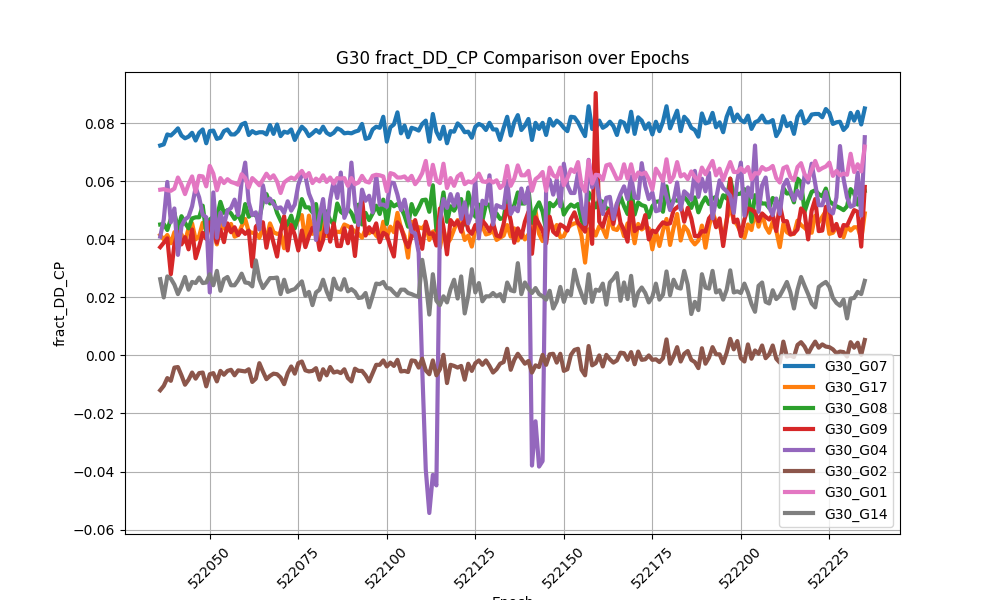 G30 fract_DD_CP Comparison over Epochs
fract_DD_CP
0.08
0.06
0.04
0.02
0.00
−0.02
−0.04
−0.06
522050
522075
522100
522125
522150
522175
522200
522225
Epoch
G30_G07
G30_G17
G30_G08
G30_G09
G30_G04
G30_G02
G30_G01
G30_G14